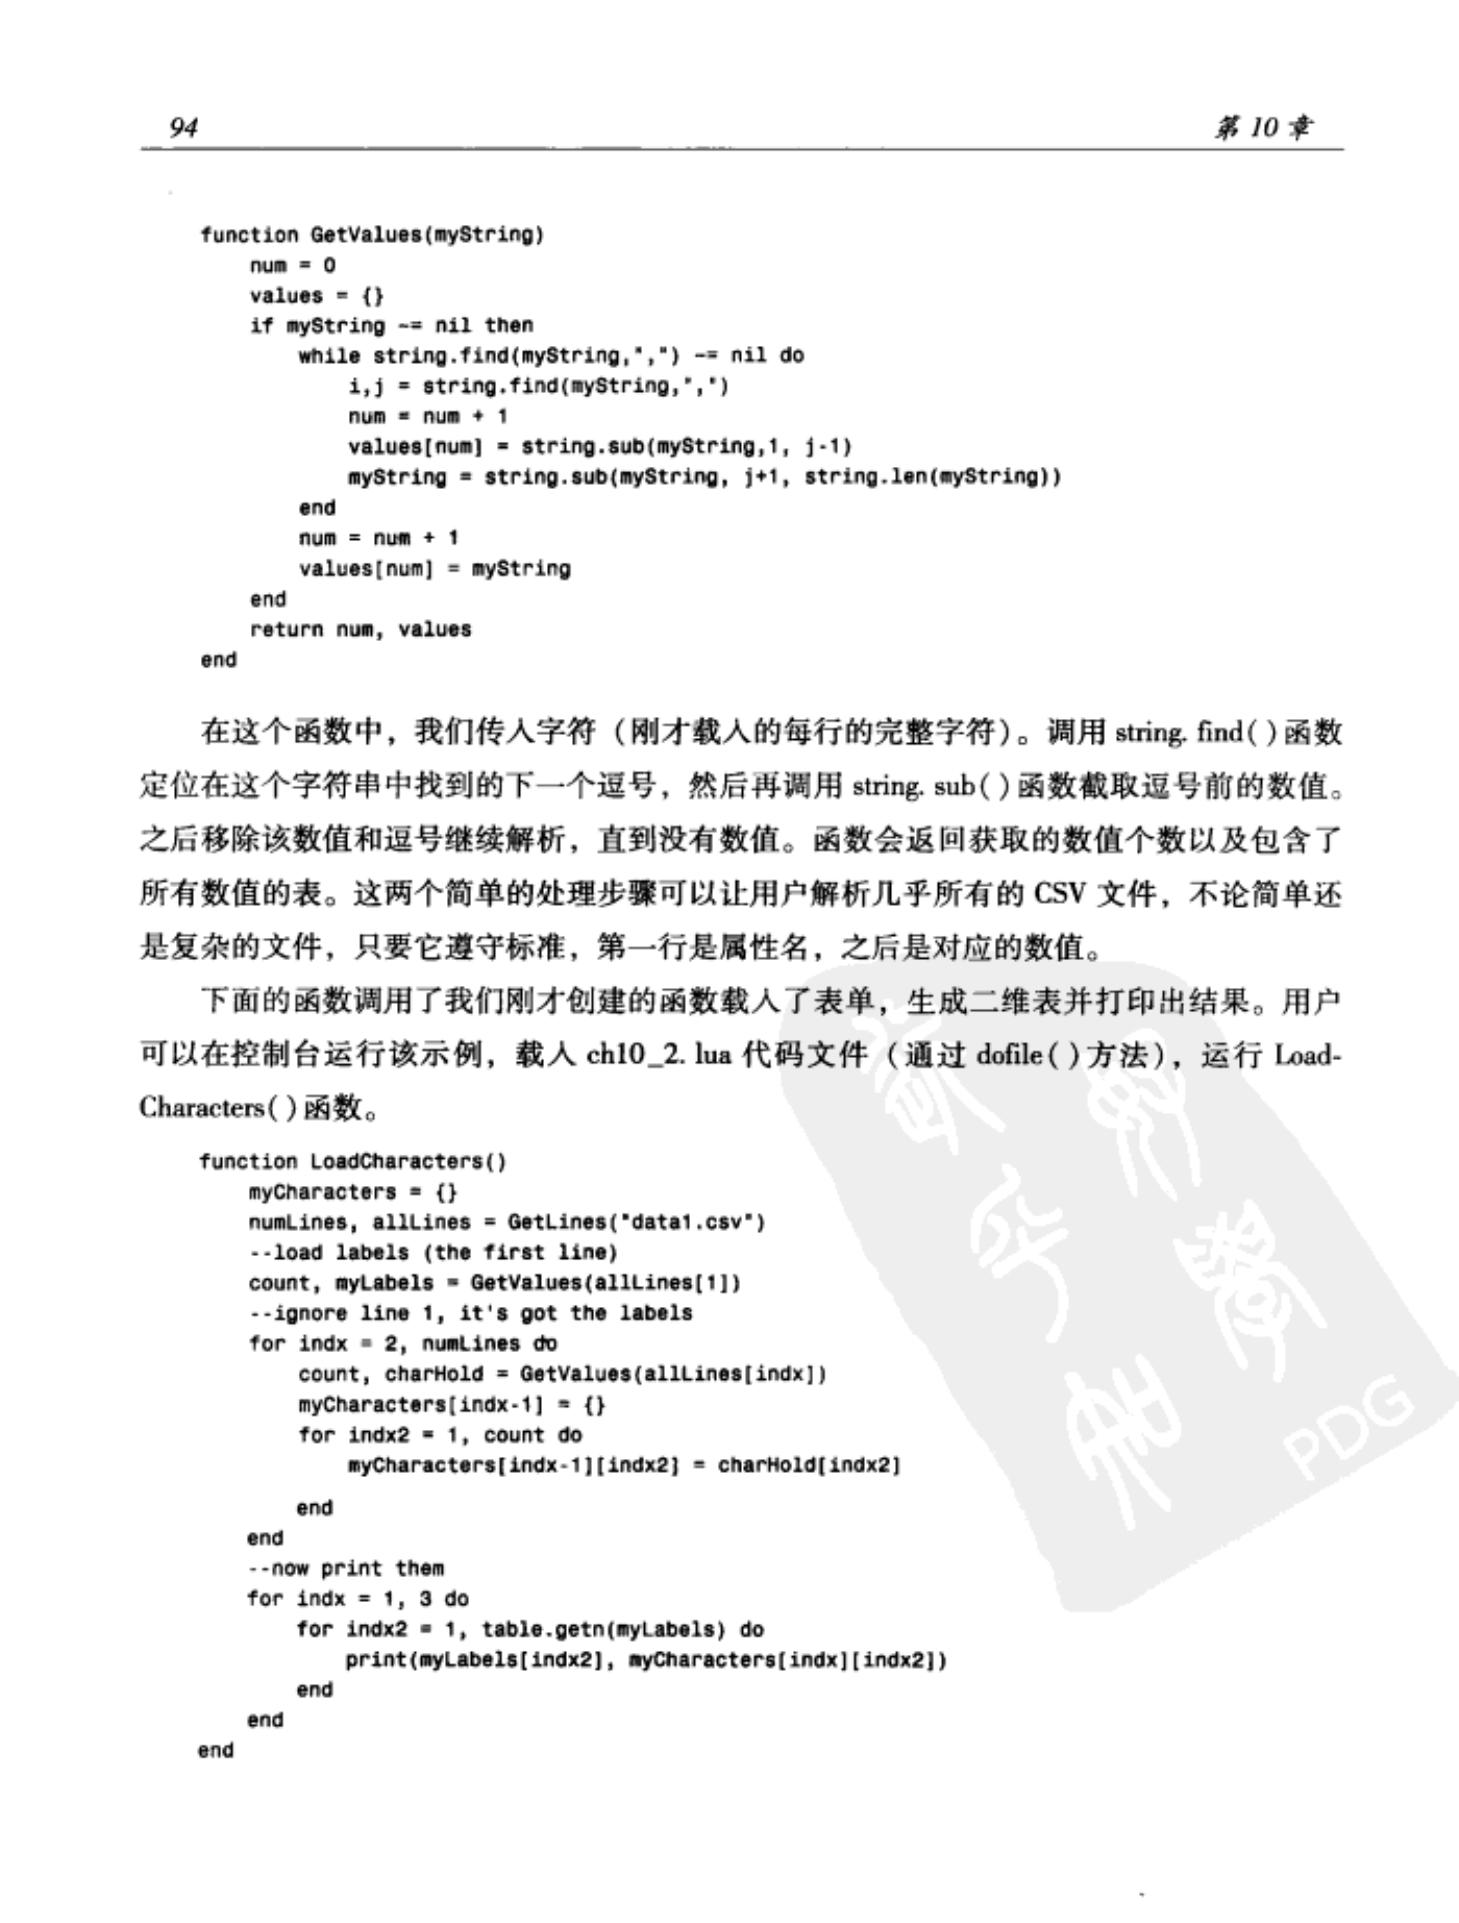 94
第 10 章
function GetValues(myString)
num = 0
values = {}
if myString ~= nil then
while string.find(myString,",") ~= nil do
i,j = string.find(myString,",")
num = num + 1
values[num] = string.sub(myString,1, j-1)
myString = string.sub(myString, j+1, string.len(myString))
end
num = num + 1
values[num] = myString
end
return num, values
end
在这个函数中，我们传入字符（刚才载入的每行的完整字符）。调用 string. find( )函数
定位在这个字符串中找到的下一个逗号，然后再调用 string. sub( )函数截取逗号前的数值。
之后移除该数值和逗号继续解析，直到没有数值。函数会返回获取的数值个数以及包含了
所有数值的表。这两个简单的处理步骤可以让用户解析几乎所有的 CSV 文件，不论简单还
是复杂的文件，只要它遵守标准，第一行是属性名，之后是对应的数值。
下面的函数调用了我们刚才创建的函数载入了表单，生成二维表并打印出结果。用户
可以在控制台运行该示例，载入 ch10_2. lua 代码文件（通过 dofile( )方法），运行 Load-
Characters( )函数。
function LoadCharacters()
myCharacters = {}
numLines, allLines = GetLines("data1.csv")
--load labels (the first line)
count, myLabels = GetValues(allLines[1])
--ignore line 1, it's got the labels
for indx = 2, numLines do
count, charHold = GetValues(allLines[indx])
myCharacters[indx-1] = {}
for indx2 = 1, count do
myCharacters[indx-1][indx2] = charHold[indx2]
end
end
--now print them
for indx = 1, 3 do
for indx2 = 1, table.getn(myLabels) do
print(myLabels[indx2], myCharacters[indx][indx2])
end
end
end
PDG